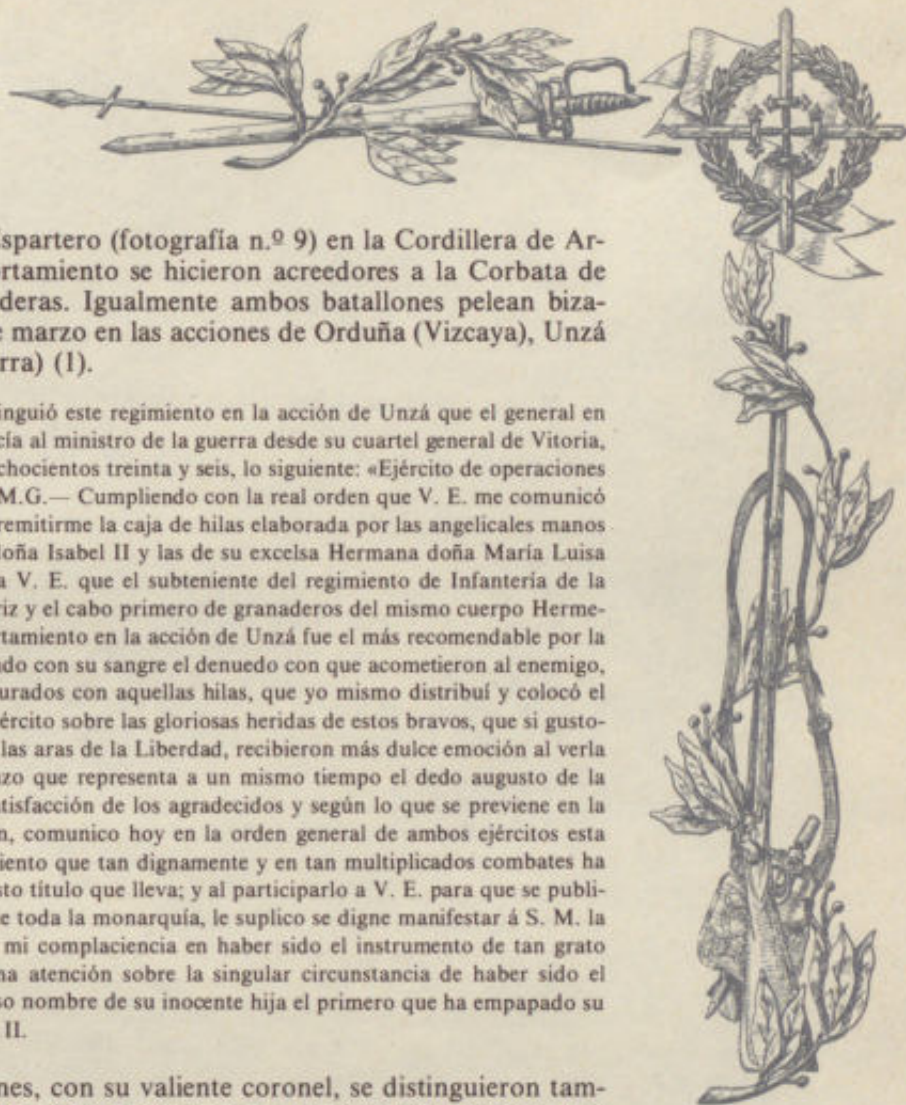 spartero (fotografía n.º 9) en la Cordillera de Ar-
rtamiento se hicieron acreedores a la Corbata de
deras. Igualmente ambos batallones pelean biza-
e marzo en las acciones de Orduña (Vizcaya), Unzá
rra) (1).
inguió este regimiento en la acción de Unzá que el general en
cía al ministro de la guerra desde su cuartel general de Vitoria,
chocientos treinta y seis, lo siguiente: «Ejército de operaciones
M.G.— Cumpliendo con la real orden que V. E. me comunicó
remitirme la caja de hilas elaborada por las angelicales manos
doña Isabel II y las de su excelsa Hermana doña María Luisa
a V. E. que el subteniente del regimiento de Infantería de la
riz y el cabo primero de granaderos del mismo cuerpo Herme-
rtamiento en la acción de Unzá fue el más recomendable por la
do con su sangre el denuedo con que acometieron al enemigo,
urados con aquellas hilas, que yo mismo distribuí y colocó el
ército sobre las gloriosas heridas de estos bravos, que si gusto-
las aras de la Liberdad, recibieron más dulce emoción al verla
zo que representa a un mismo tiempo el dedo augusto de la
tisfacción de los agradecidos y según lo que se previene en la
n, comunico hoy en la orden general de ambos ejércitos esta
iento que tan dignamente y en tan multiplicados combates ha
sto título que lleva; y al participarlo a V. E. para que se publi-
e toda la monarquía, le suplico se digne manifestar á S. M. la
mi complaciencia en haber sido el instrumento de tan grato
na atención sobre la singular circunstancia de haber sido el
so nombre de su inocente hija el primero que ha empapado su
II.
nes, con su valiente coronel, se distinguieron tam-